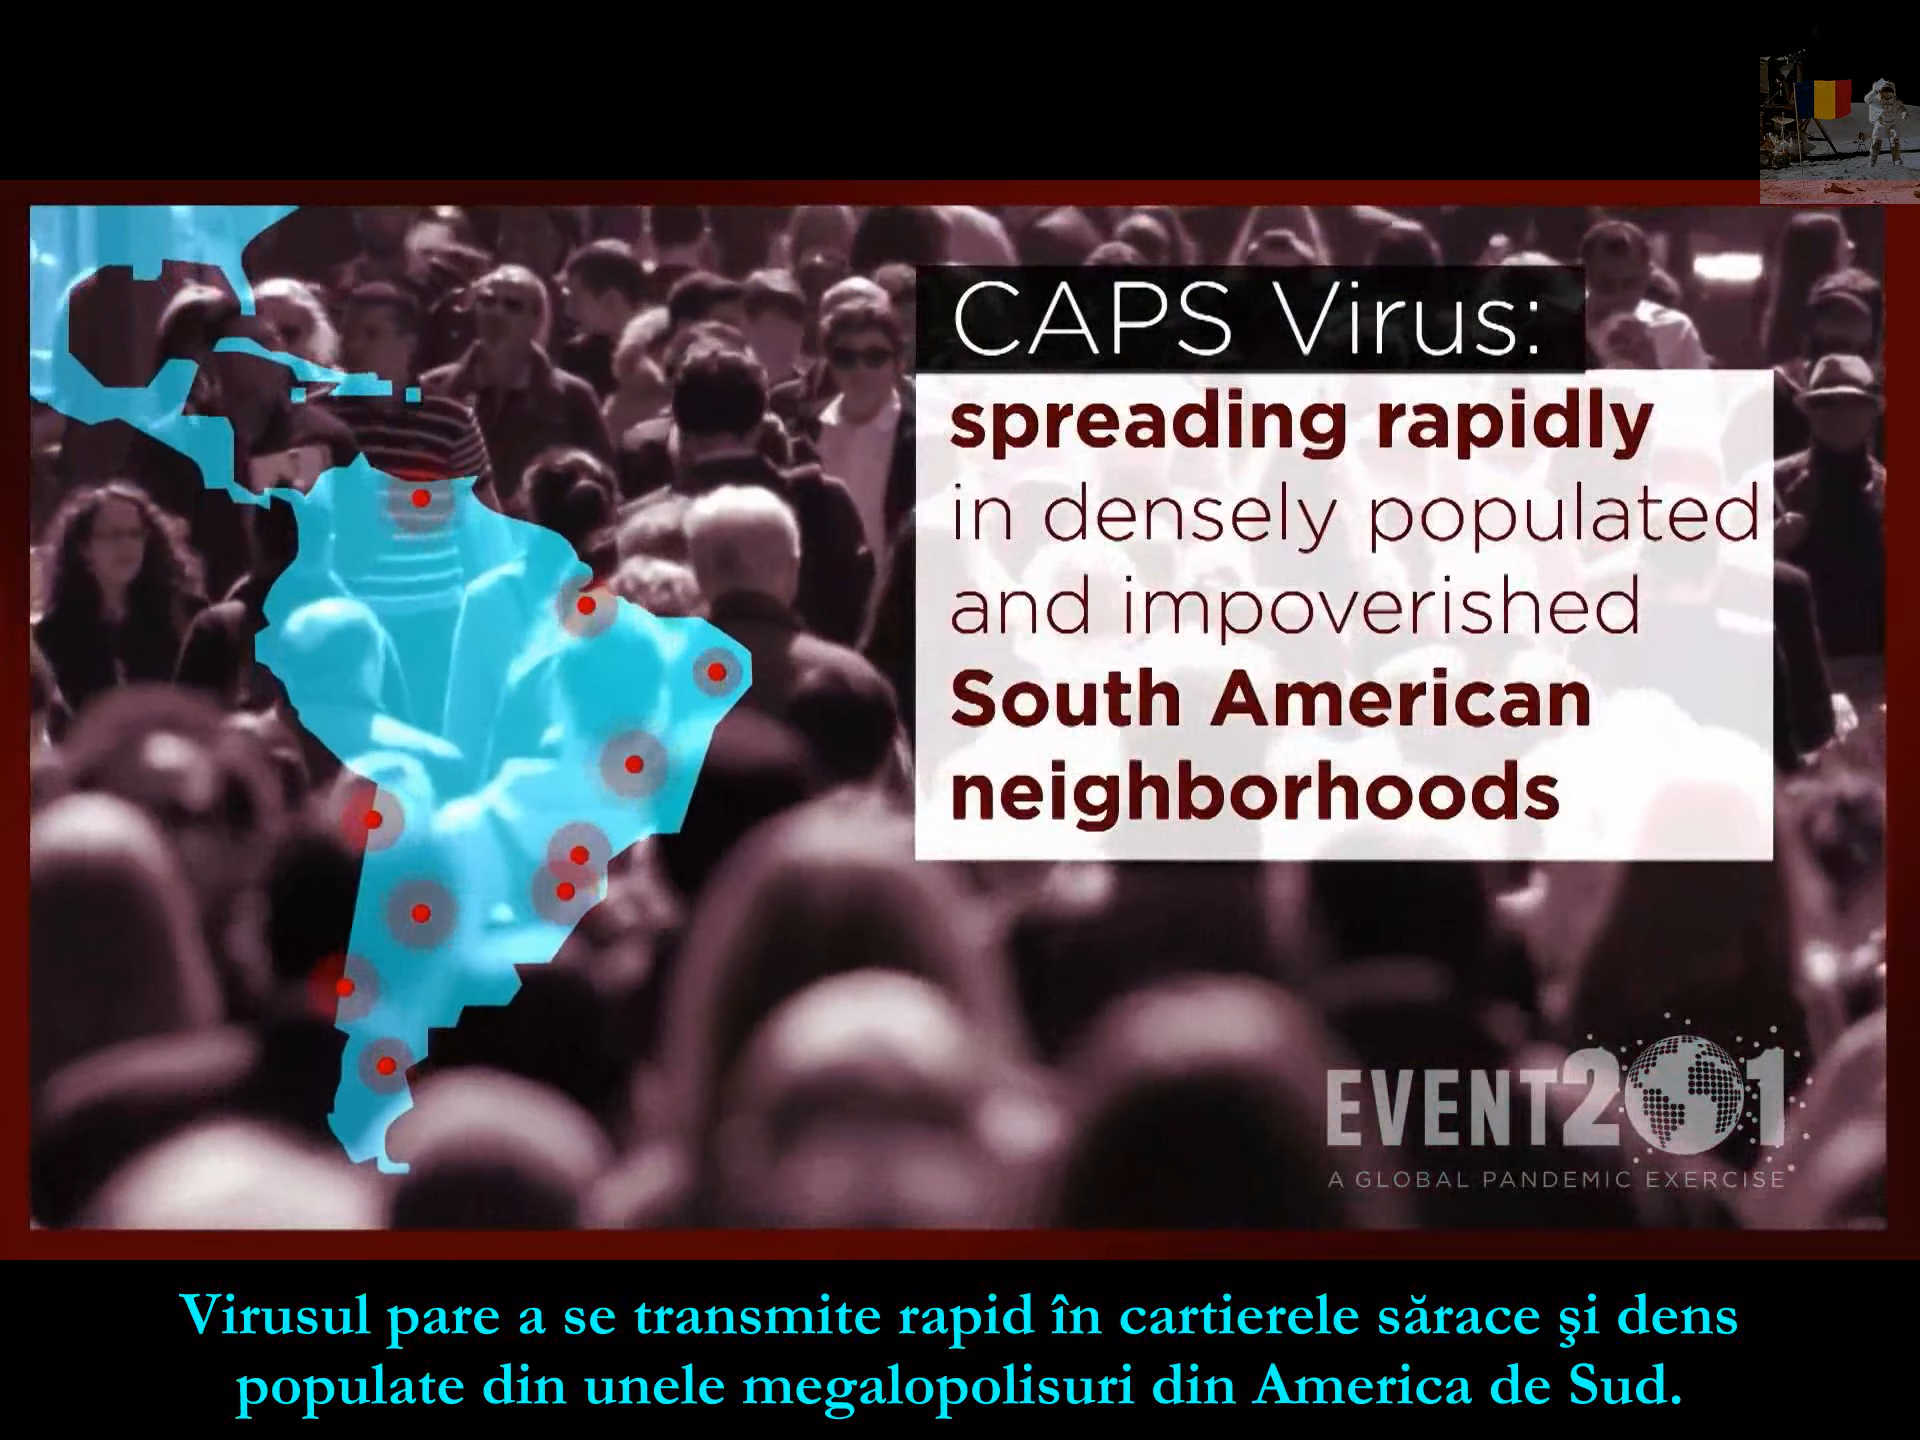 CAPS Virus:
spreading rapidly
in densely populated
and impoverished
South American
neighborhoods
EVENT201
A GLOBAL PANDEMIC EXERCISE
Virusul pare a se transmite rapid în cartierele sărace şi dens
populate din unele megalopolisuri din America de Sud.